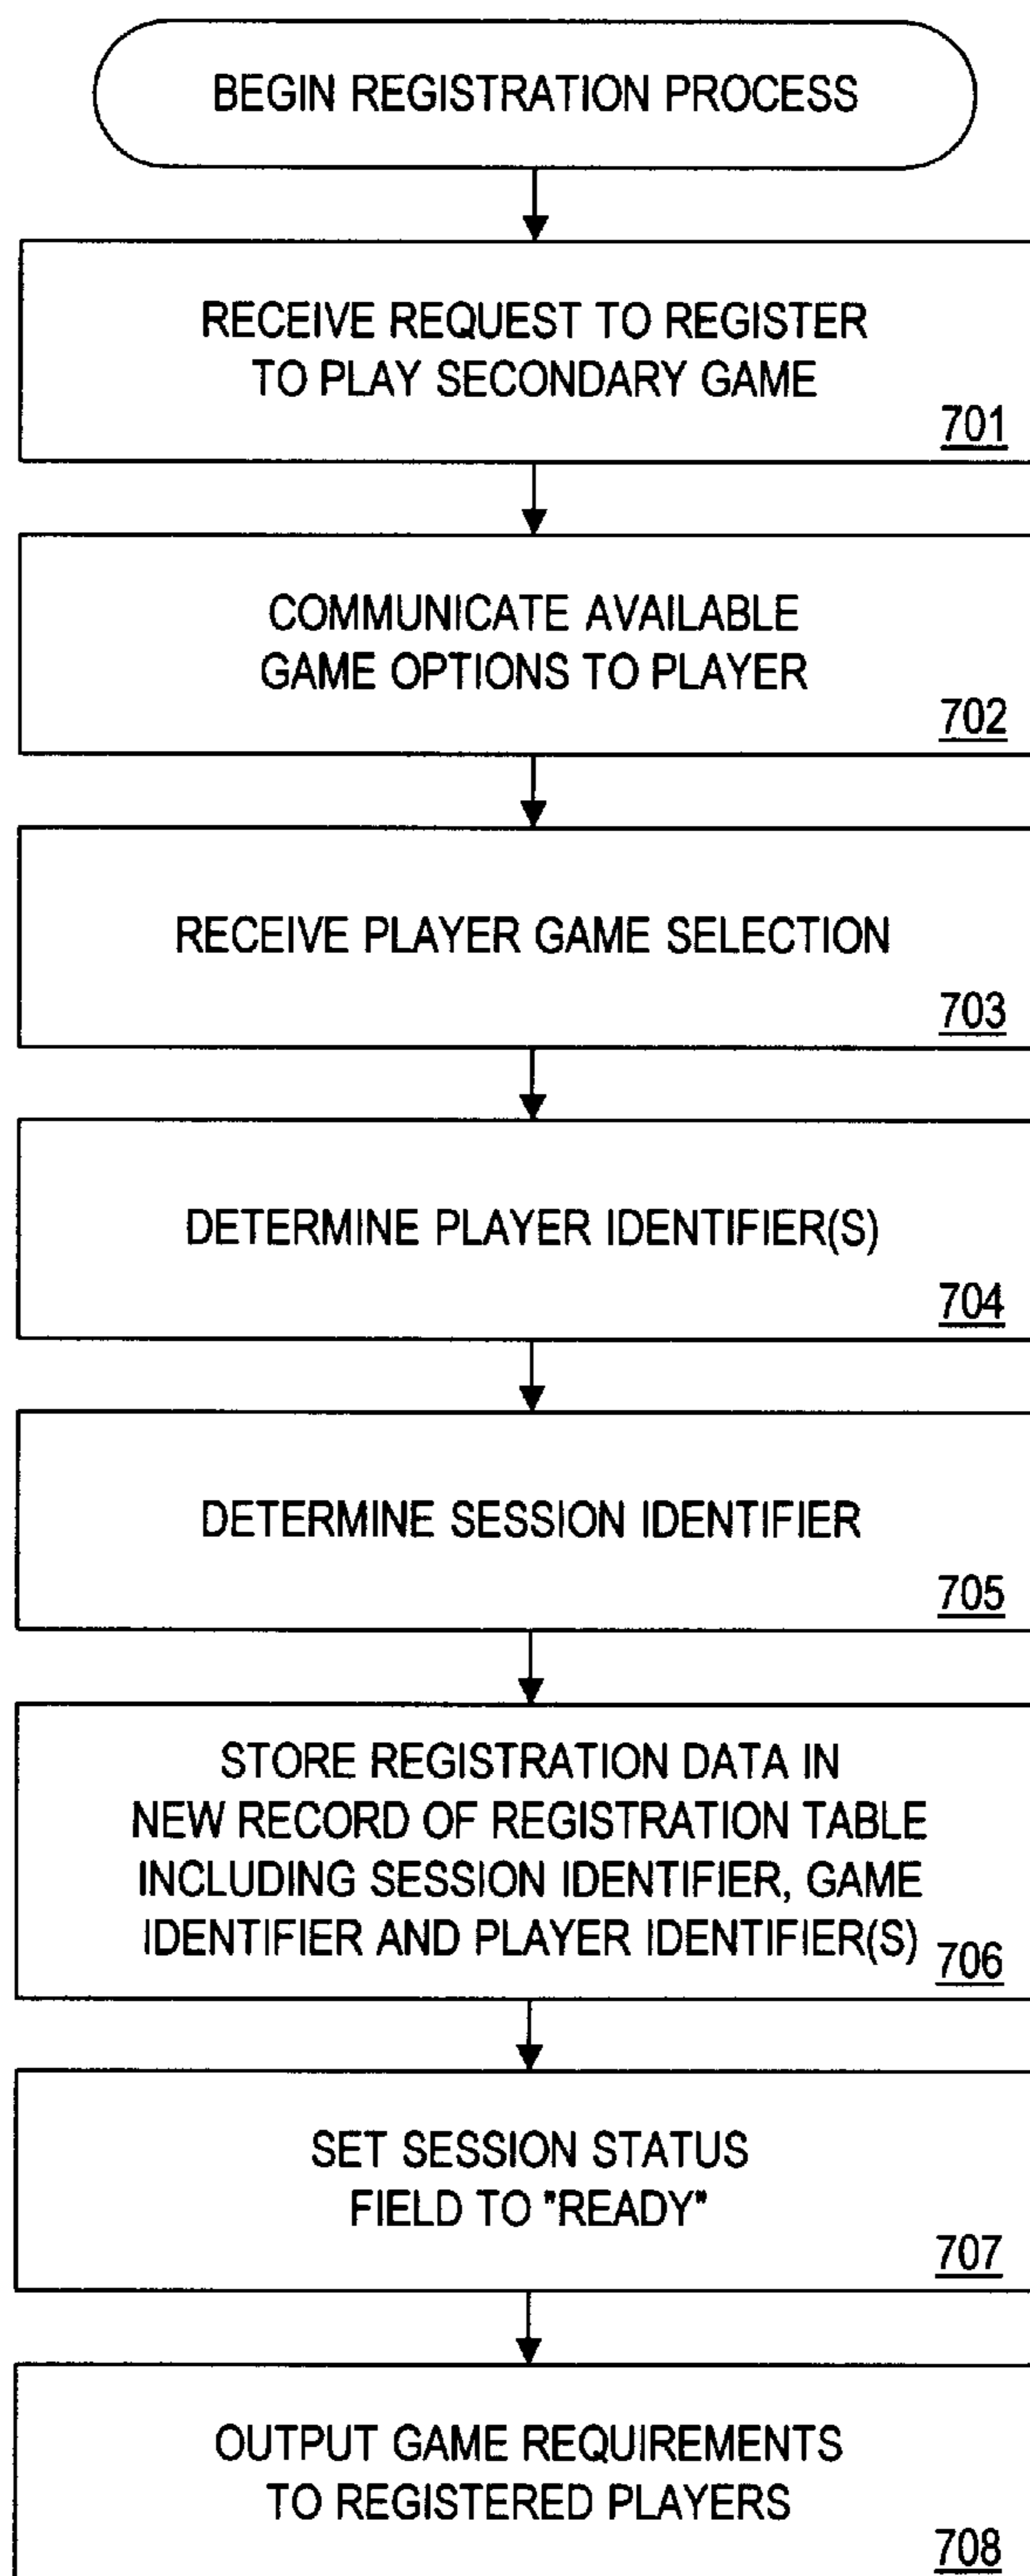 BEGIN REGISTRATION PROCESS
RECEIVE REQUEST TO REGISTER
TO PLAY SECONDARY GAME
701
COMMUNICATE AVAILABLE
GAME OPTIONS TO PLAYER
702
RECEIVE PLAYER GAME SELECTION
703
DETERMINE PLAYER IDENTIFIER(S)
704
DETERMINE SESSION IDENTIFIER
705
STORE REGISTRATION DATA IN
NEW RECORD OF REGISTRATION TABLE
INCLUDING SESSION IDENTIFIER, GAME
IDENTIFIER AND PLAYER IDENTIFIER(S)
706
SET SESSION STATUS
FIELD TO "READY"
707
OUTPUT GAME REQUIREMENTS
TO REGISTERED PLAYERS
708